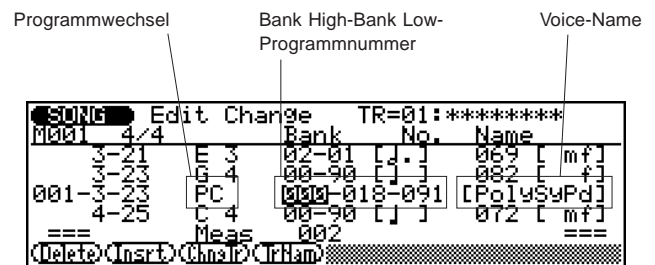 Programmwechsel Bank High-Bank Low- Voice-Name
Programmnummer
SONG Edit Change TR=01:********
M001 4/4 Bank No. Name
3-21 E 3 02-01 [♩.] 069 [ mf]
3-23 G 4 00-90 [♩ ] 082 [ f]
001-3-23 PC 000-018-091 [PolySyPd]
4-25 C 4 00-90 [♩ ] 072 [ mf]
=== Meas 002 ===
(Delete)(Insrt)(ChngTr)(TrNam)